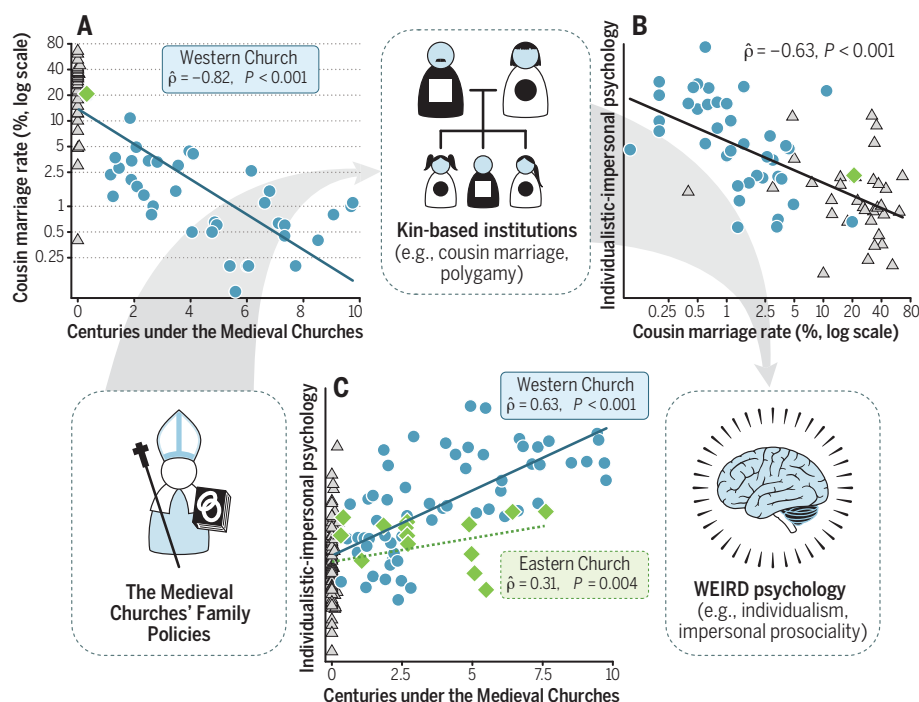 A
Cousin marriage rate (%, log scale)
80
40
20
10
5
2.5
1
0.5
0.25
Western Church
ρ̂ = −0.82, P < 0.001
0 2 4 6 8 10
Centuries under the Medieval Churches
Kin-based institutions
(e.g., cousin marriage,
polygamy)
B
Individualistic-impersonal psychology
ρ̂ = −0.63, P < 0.001
0.25 0.5 1 2.5 5 10 20 40 80
Cousin marriage rate (%, log scale)
The Medieval
Churches’ Family
Policies
C
Individualistic-impersonal psychology
Western Church
ρ̂ = 0.63, P < 0.001
Eastern Church
ρ̂ = 0.31, P = 0.004
0 2.5 5 7.5 10
Centuries under the Medieval Churches
WEIRD psychology
(e.g., individualism,
impersonal prosociality)